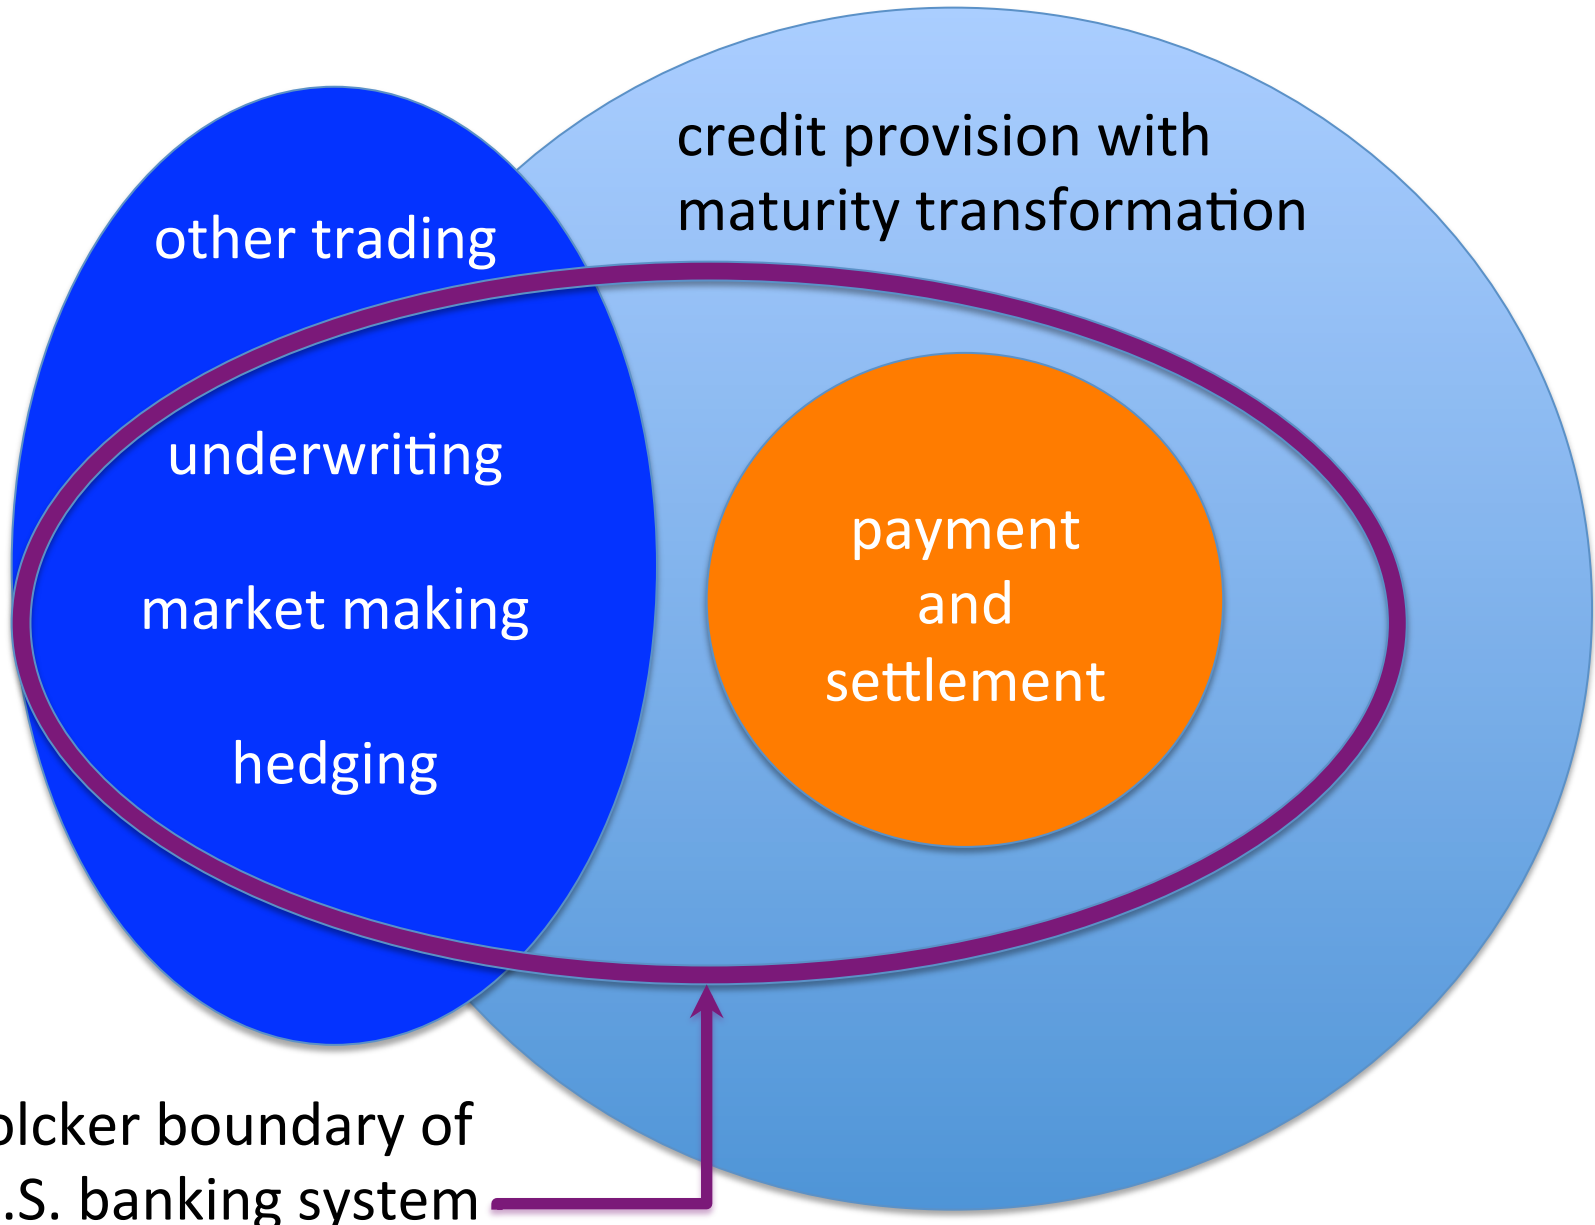 credit provision with
maturity transformation
other trading
underwriting
market making
hedging
payment
and
settlement
olcker boundary of
.S. banking system